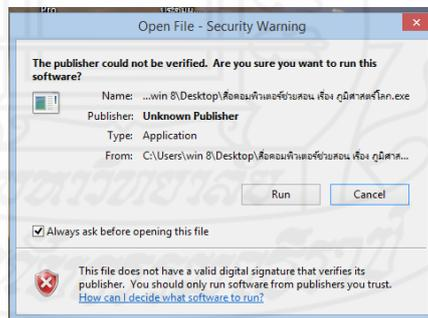 Pro
Open File - Security Warning
The publisher could not be verified. Are you sure you want to run this
software?
Name: ...win 8\Desktop\สื่อคอมพิวเตอร์ช่วยสอน เรื่อง ภูมิศาสตร์โลก.exe
Publisher: Unknown Publisher
Type: Application
From: C:\Users\win 8\Desktop\สื่อคอมพิวเตอร์ช่วยสอน เรื่อง ภูมิศาส...
Run Cancel
Always ask before opening this file
This file does not have a valid digital signature that verifies its
publisher. You should only run software from publishers you trust.
How can I decide what software to run?